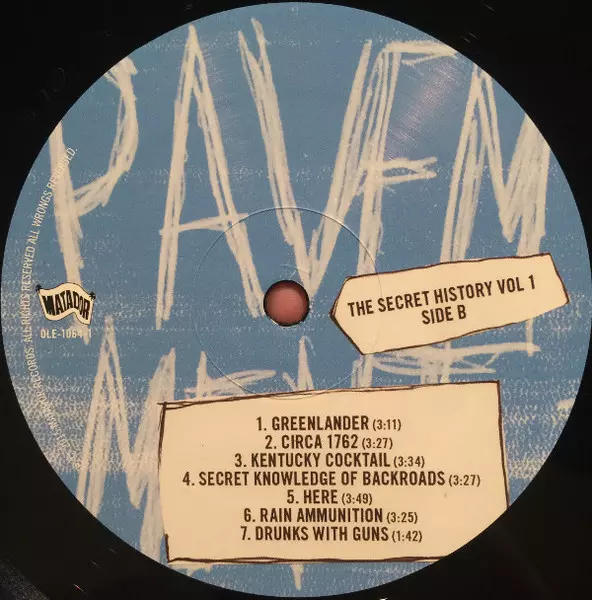 PAVEM
THE SECRET HISTORY VOL 1
SIDE B
MATADOR
OLE-1064-1
1. GREENLANDER (3:11)
2. CIRCA 1762 (3:27)
3. KENTUCKY COCKTAIL (3:34)
4. SECRET KNOWLEDGE OF BACKROADS (3:27)
5. HERE (3:49)
6. RAIN AMMUNITION (3:25)
7. DRUNKS WITH GUNS (1:42)
RECORDS. ALL RIGHTS RESERVED ALL WRONGS REVENGED.